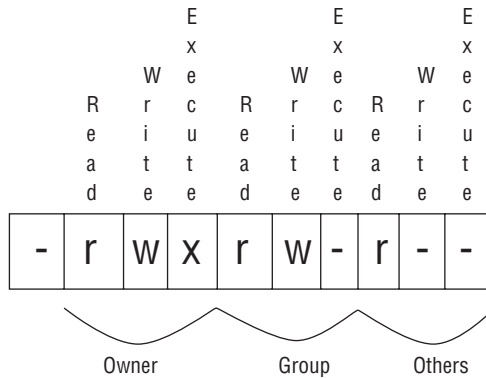 Read
Write
Execute
Read
Write
Execute
Read
Write
Execute
- r w x r w - r - -
Owner Group Others